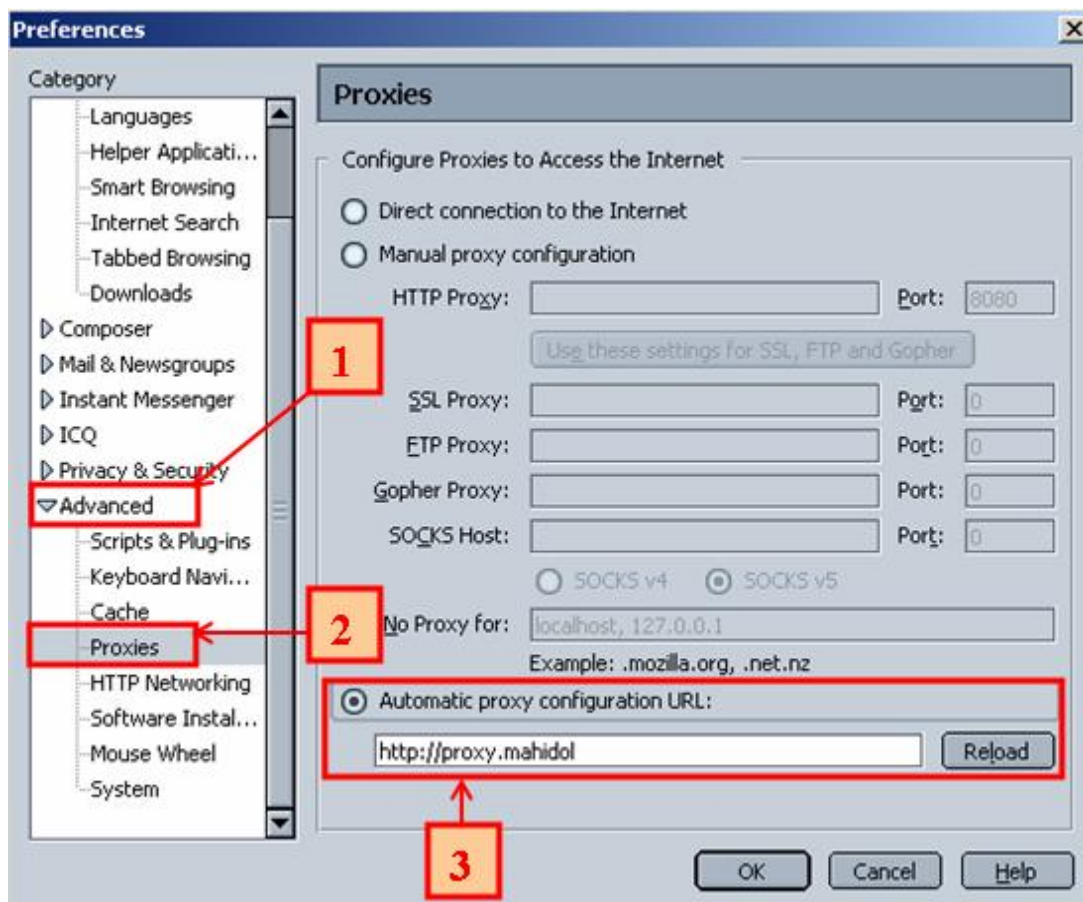 Preferences
Category
Languages
Helper Applicati...
Smart Browsing
Internet Search
Tabbed Browsing
Downloads
Composer
Mail & Newsgroups
Instant Messenger
ICQ
Privacy & Security
Advanced
Scripts & Plug-ins
Keyboard Navi...
Cache
Proxies
HTTP Networking
Software Instal...
Mouse Wheel
System
1
2
Proxies
Configure Proxies to Access the Internet
Direct connection to the Internet
Manual proxy configuration
HTTP Proxy: Port: 8080
Use these settings for SSL, FTP and Gopher
SSL Proxy: Port: 0
FTP Proxy: Port: 0
Gopher Proxy: Port: 0
SOCKS Host: Port: 0
SOCKS v4 SOCKS v5
No Proxy for: localhost, 127.0.0.1
Example: .mozilla.org, .net.nz
Automatic proxy configuration URL:
http://proxy.mahidol Reload
3
OK Cancel Help